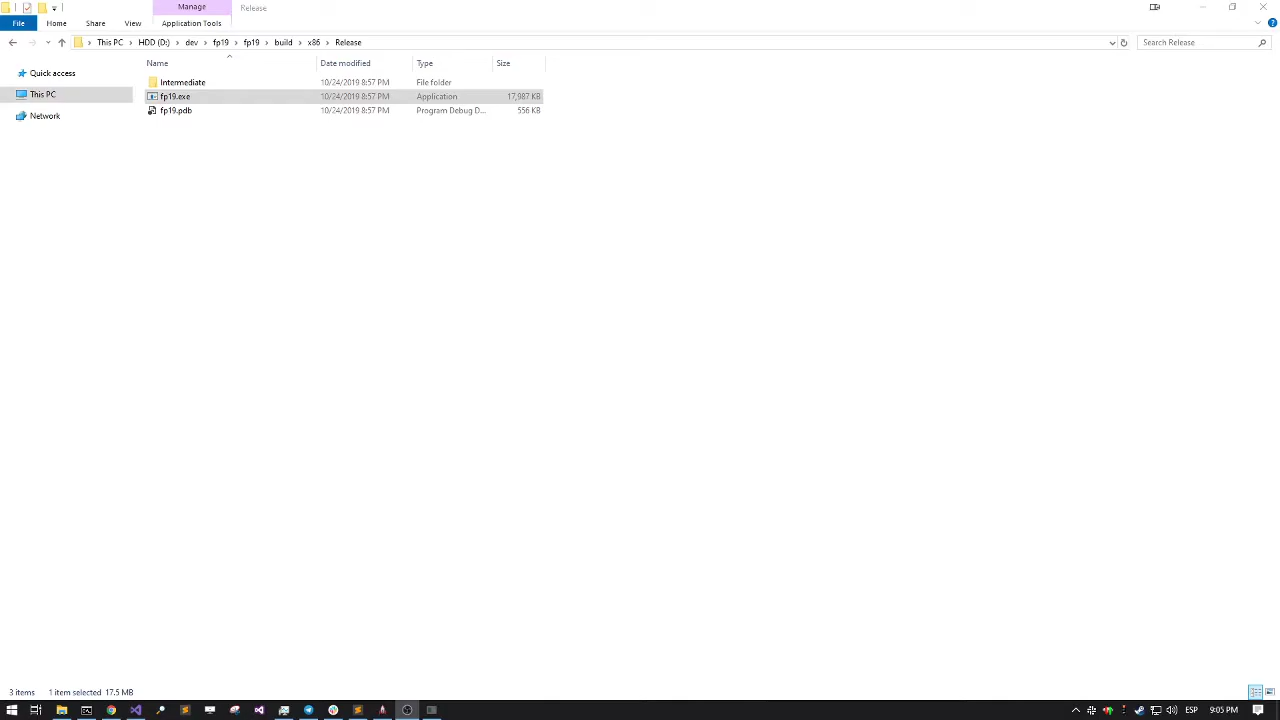 Manage
Release
File
Home
Share
View
Application Tools
This PC
HDD (D:)
dev
fp19
fp19
build
x86
Release
Search Release
Name
Date modified
Type
Size
Quick access
This PC
Network
Intermediate
10/24/2019 8:57 PM
File folder
fp19.exe
10/24/2019 8:57 PM
Application
17,987 KB
fp19.pdb
10/24/2019 8:57 PM
Program Debug D...
556 KB
3 items
1 item selected 17.5 MB
ESP
9:05 PM